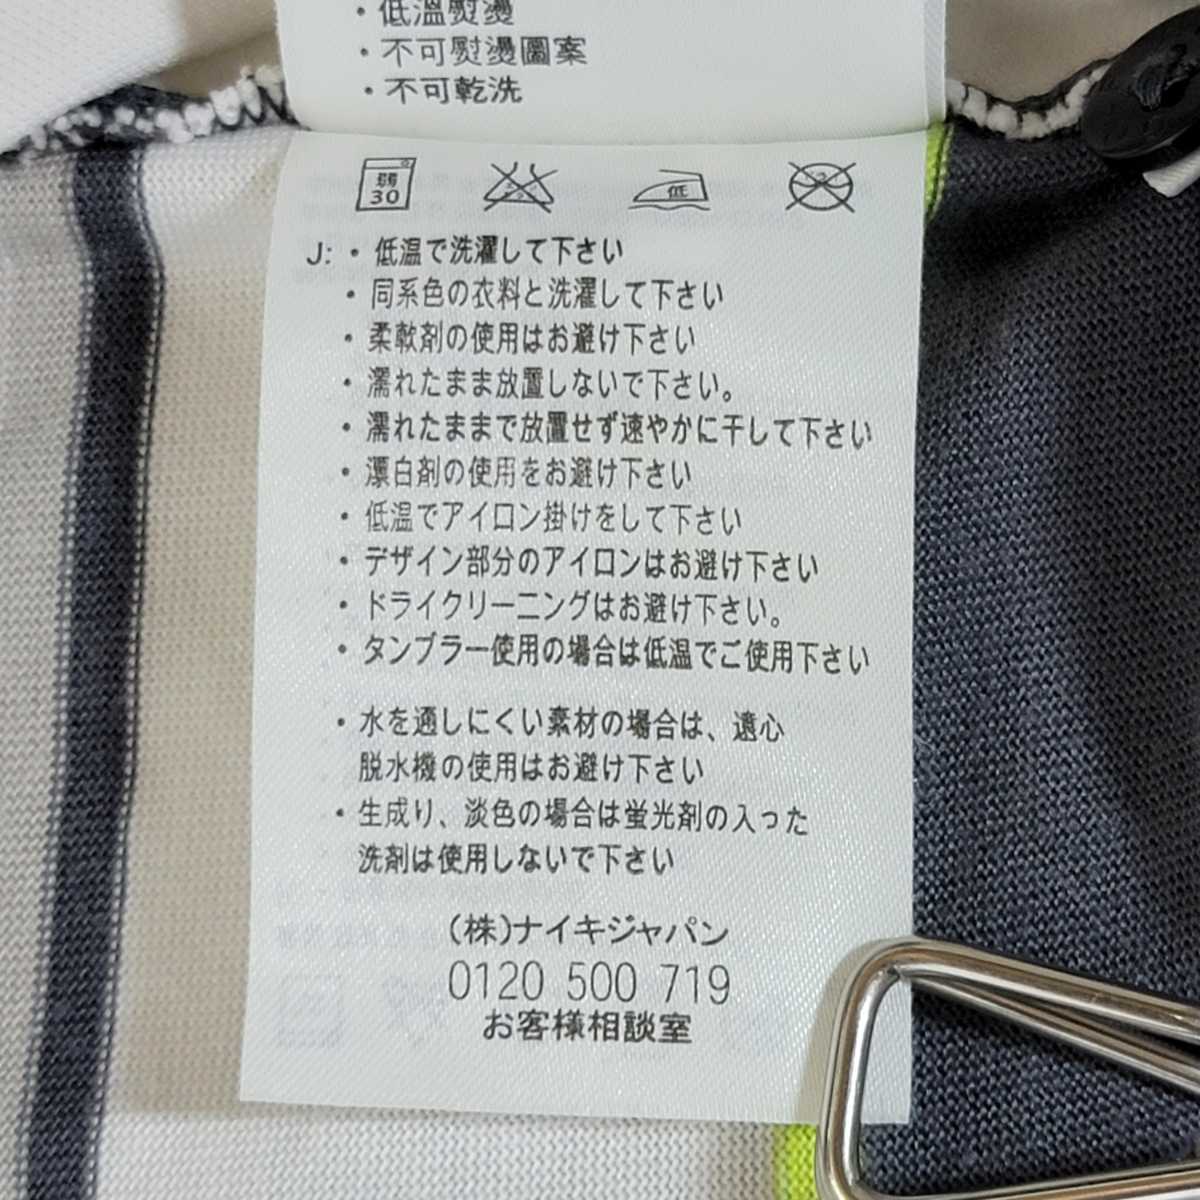 ・低溫熨燙
・不可熨燙圖案
・不可乾洗
弱
30
低
J: ・低温で洗濯して下さい
・同系色の衣料と洗濯して下さい
・柔軟剤の使用はお避け下さい
・濡れたまま放置しないで下さい。
・濡れたままで放置せず速やかに干して下さい
・漂白剤の使用をお避け下さい
・低温でアイロン掛けをして下さい
・デザイン部分のアイロンはお避け下さい
・ドライクリーニングはお避け下さい。
・タンブラー使用の場合は低温でご使用下さい
・水を通しにくい素材の場合は、遠心
脱水機の使用はお避け下さい
・生成り、淡色の場合は蛍光剤の入った
洗剤は使用しないで下さい
(株)ナイキジャパン
0120 500 719
お客様相談室